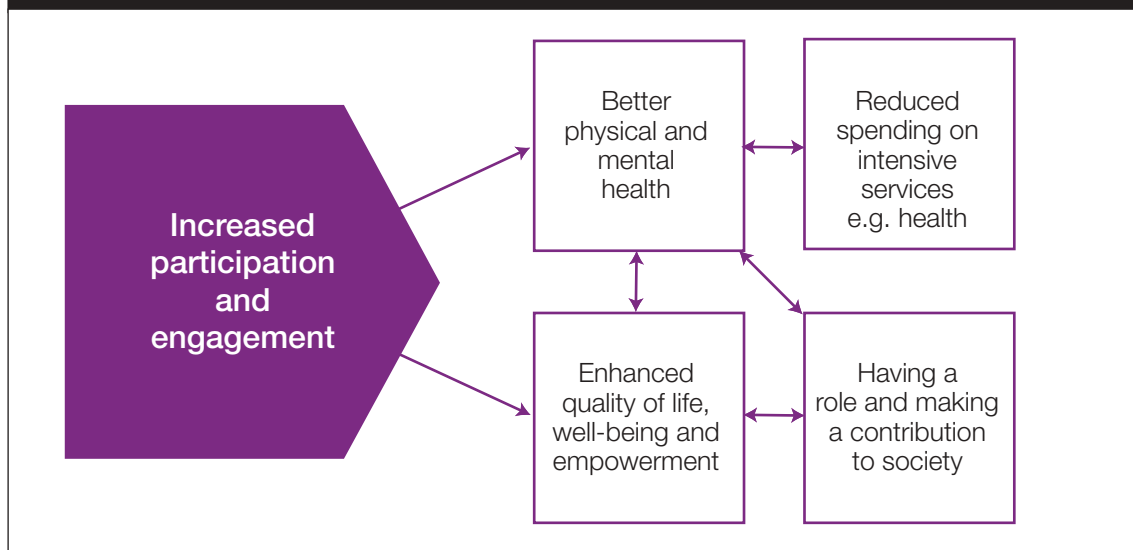 Increased
participation
and
engagement
Better
physical and
mental
health
Reduced
spending on
intensive
services
e.g. health
Enhanced
quality of life,
well-being and
empowerment
Having a
role and making
a contribution
to society